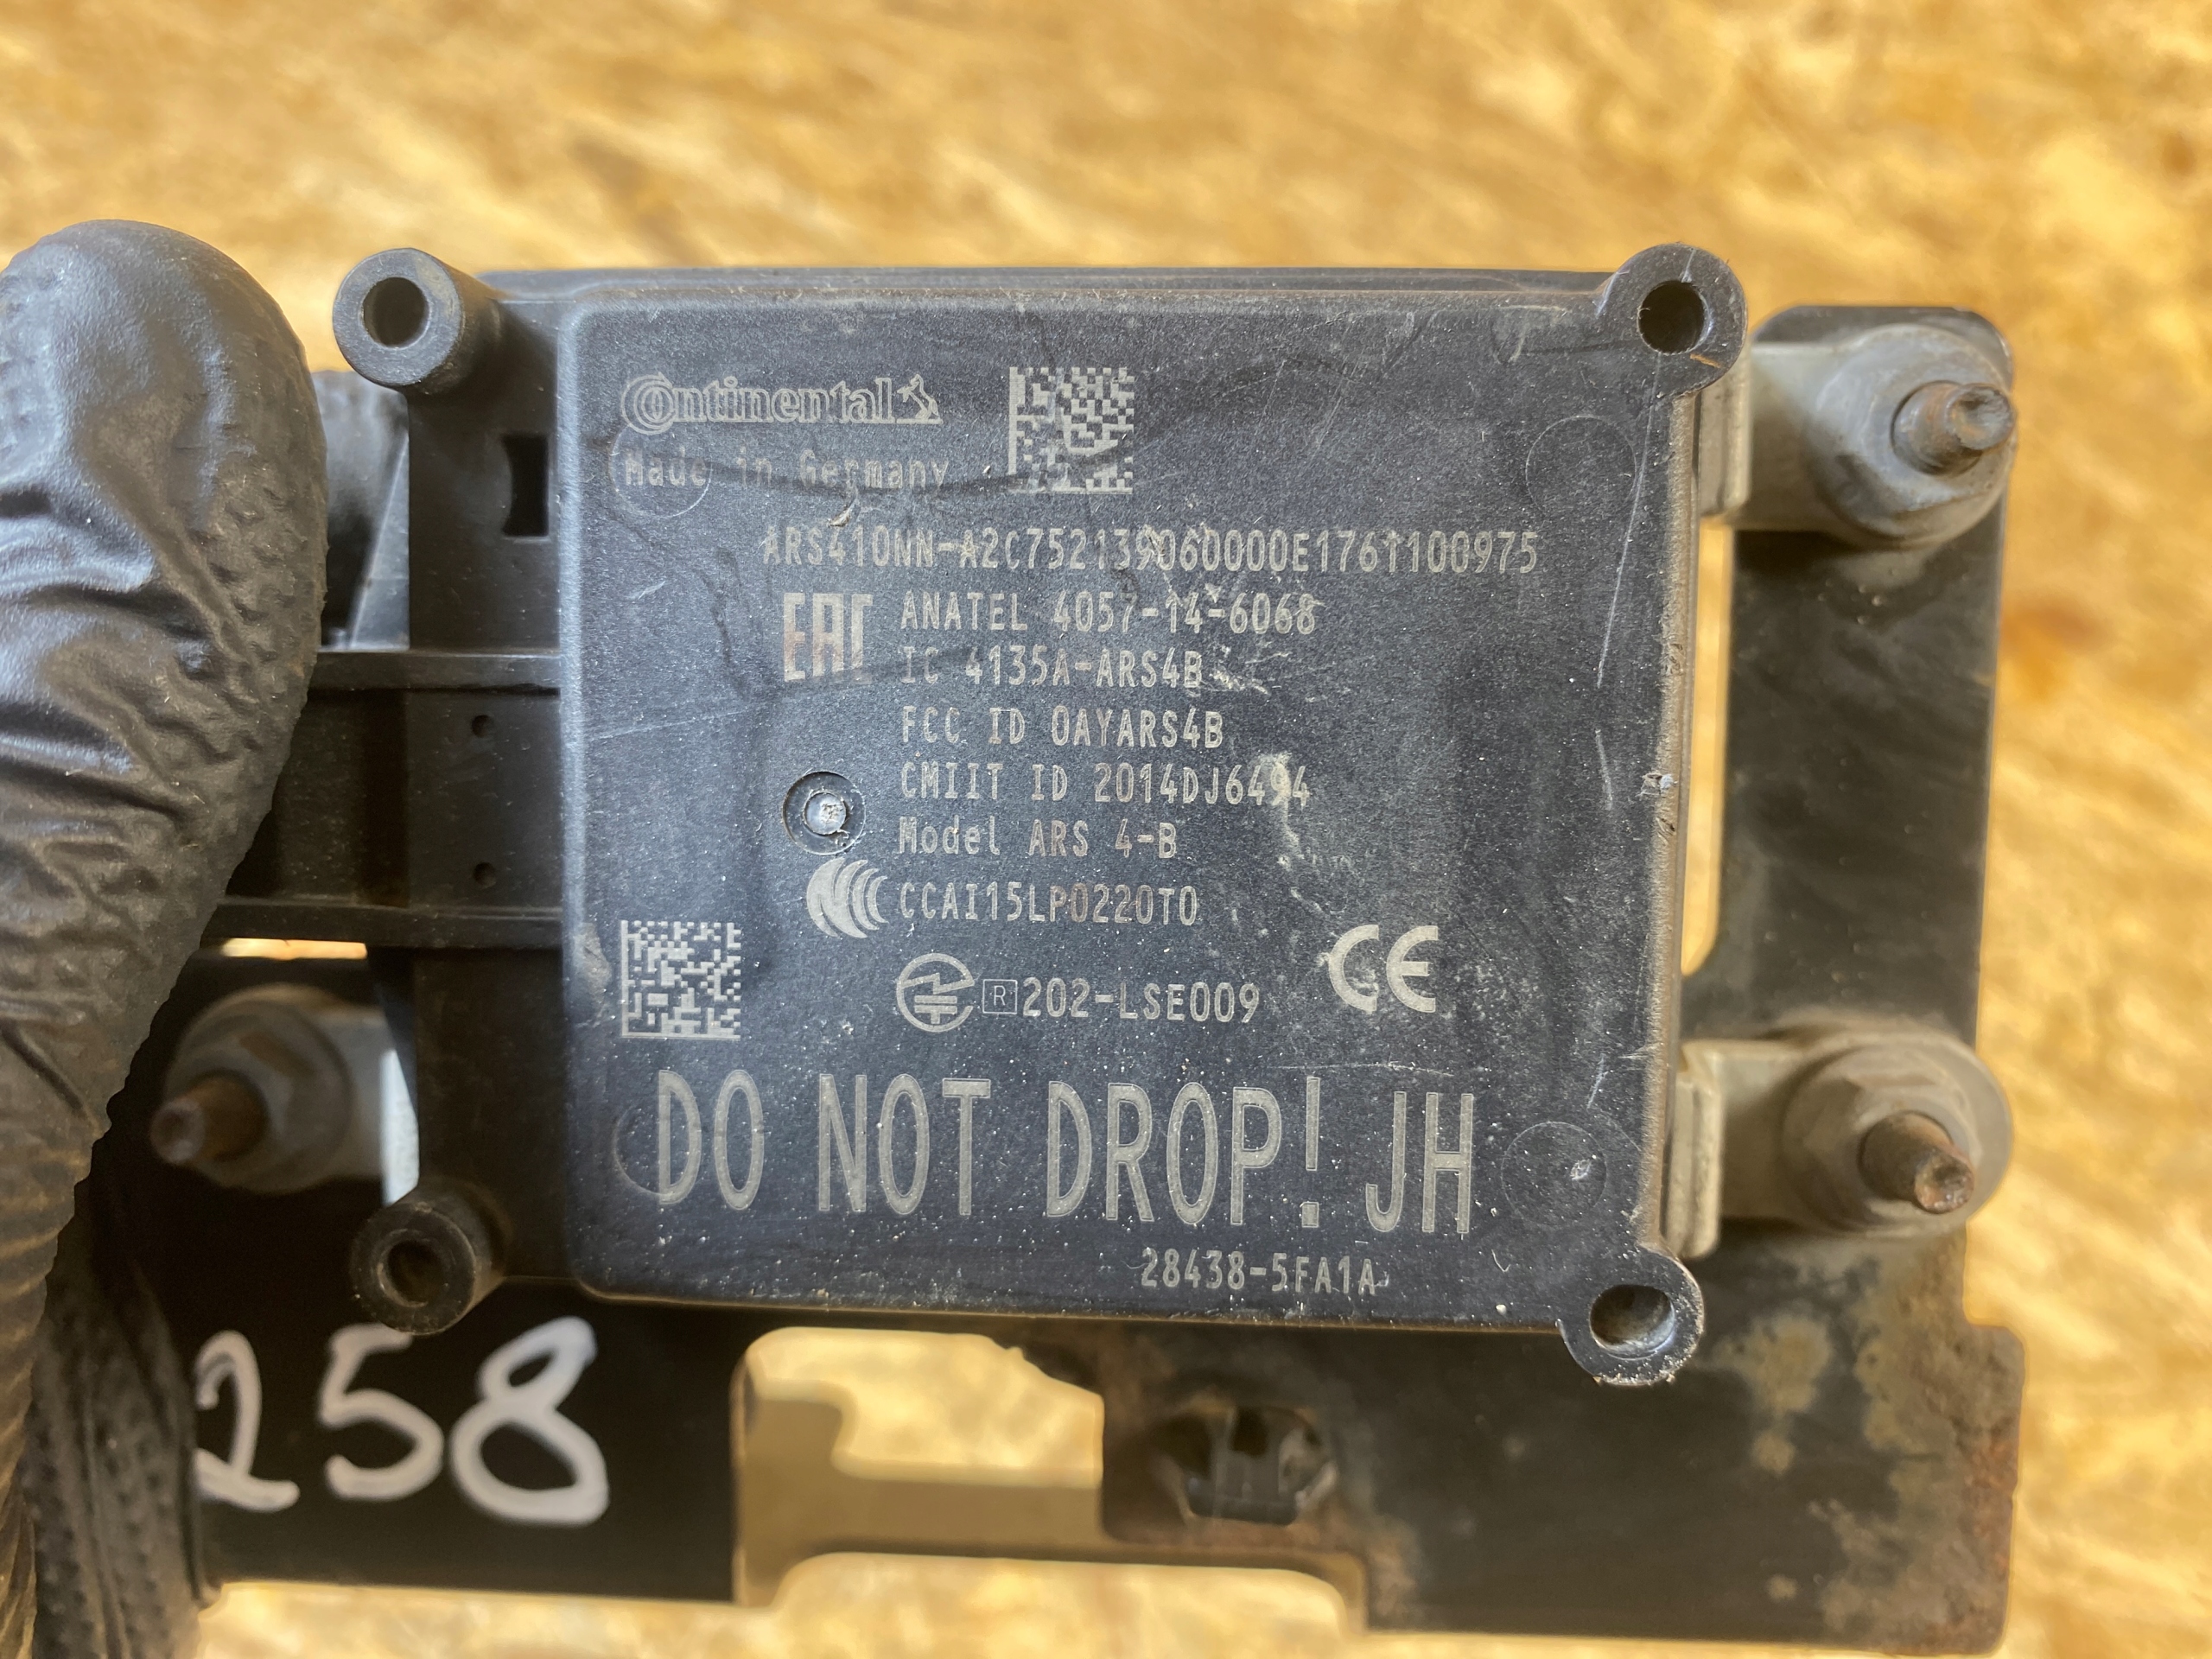 Continental
Made in Germany
ARS410NN-A2C752139060000E1761100975
EAC
ANATEL 4057-14-6068
IC 4135A-ARS4B
FCC ID OAYARS4B
CMIIT ID 2014DJ6494
Model ARS 4-B
CCAI15LP0220T0
R 202-LSE009
CE
DO NOT DROP! JH
28438-5FA1A
258